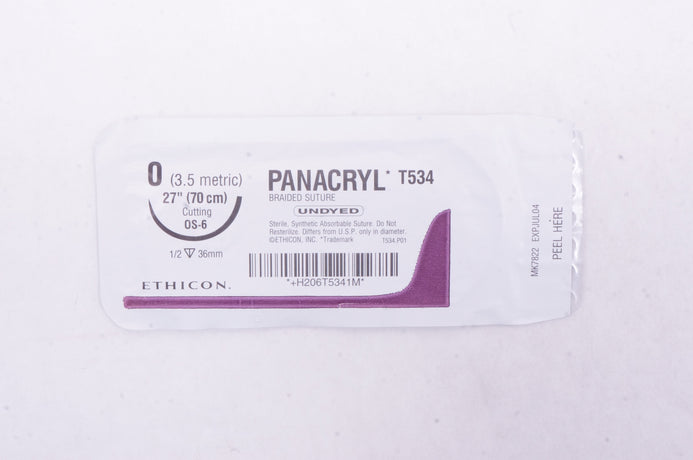 0 (3.5 metric)
27" (70 cm)
Cutting
OS-6
1/2 36mm
ETHICON.
PANACRYL* T534
BRAIDED SUTURE
UNDYED
Sterile, Synthetic Absorbable Suture. Do Not
Resterilize. Differs from U.S.P. only in diameter.
©ETHICON, INC. *Trademark T534.P01
*+H206T5341M*
MK7822 EXPJUL04
PEEL HERE